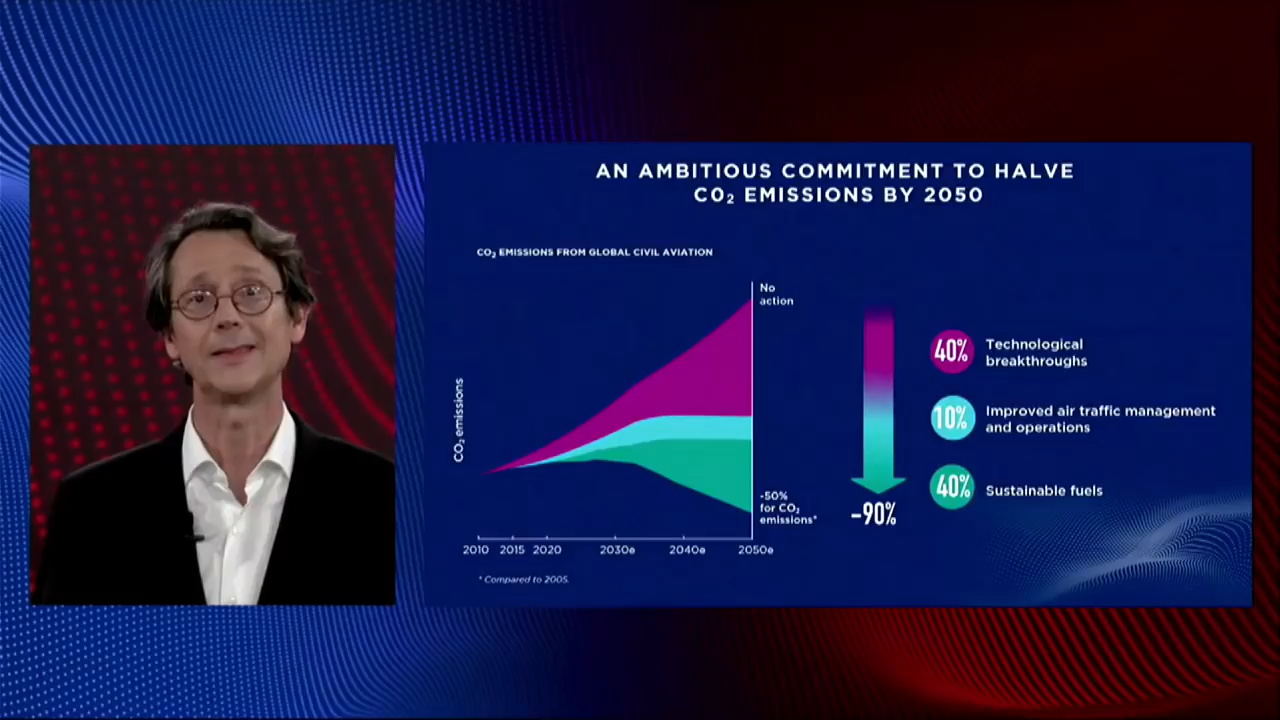 AN AMBITIOUS COMMITMENT TO HALVE
CO₂ EMISSIONS BY 2050
CO₂ EMISSIONS FROM GLOBAL CIVIL AVIATION
No
action
CO₂ emissions
-50%
for CO₂
emissions*
2010 2015 2020 2030e 2040e 2050e
* Compared to 2005.
-90%
40% Technological
breakthroughs
10% Improved air traffic management
and operations
40% Sustainable fuels